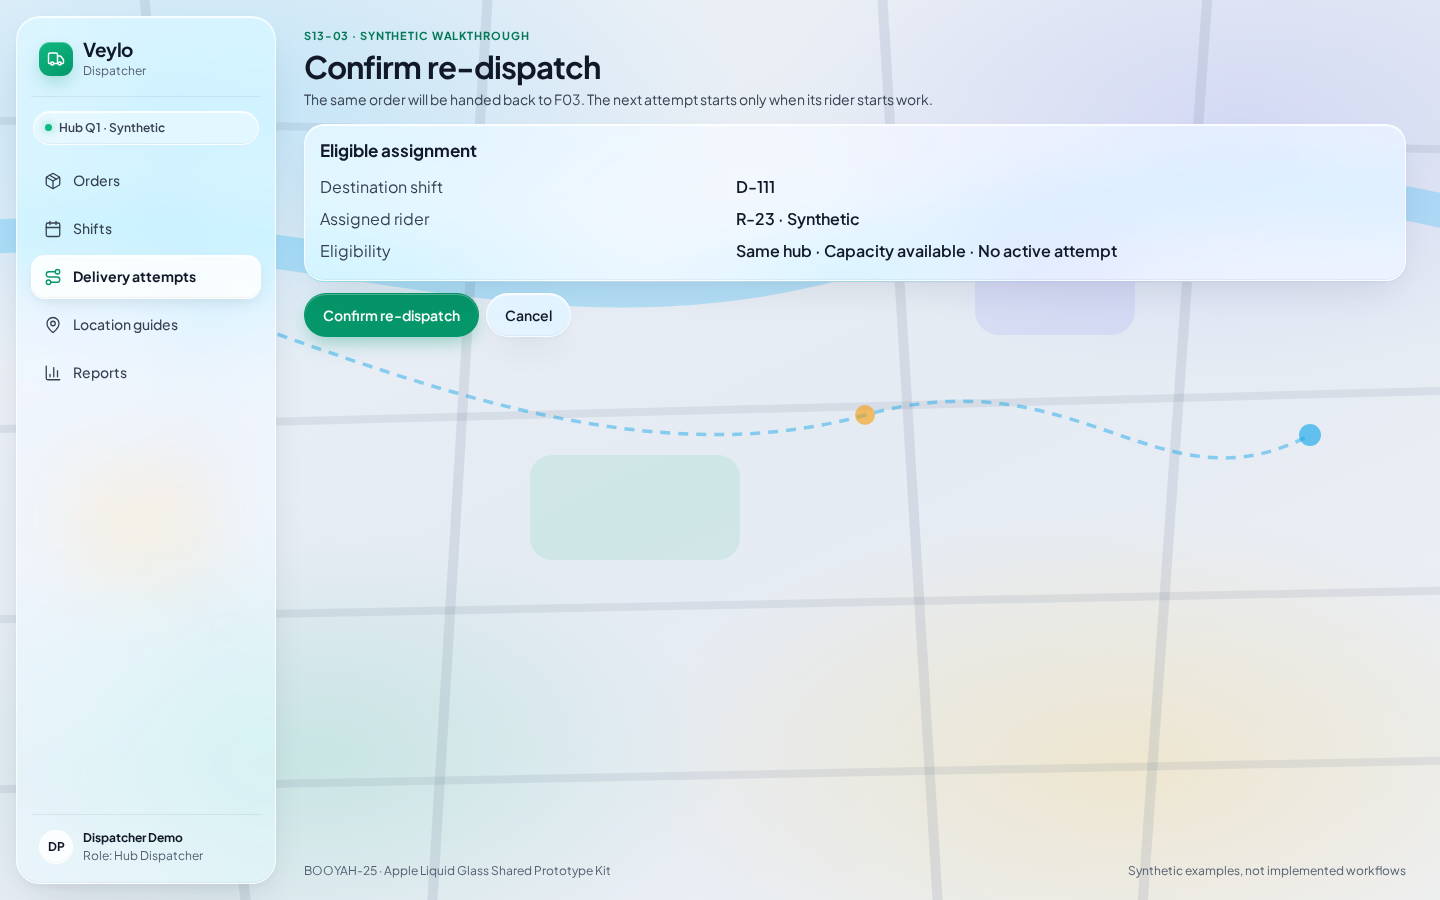 Veylo
Dispatcher
Hub Q1 · Synthetic
Orders
Shifts
Delivery attempts
Location guides
Reports
DP
Dispatcher Demo
Role: Hub Dispatcher
S13-03 · SYNTHETIC WALKTHROUGH
Confirm re-dispatch
The same order will be handed back to F03. The next attempt starts only when its rider starts work.
Eligible assignment
Destination shift D-111
Assigned rider R-23 · Synthetic
Eligibility Same hub · Capacity available · No active attempt
Confirm re-dispatch Cancel
BOOYAH-25 · Apple Liquid Glass Shared Prototype Kit
Synthetic examples, not implemented workflows